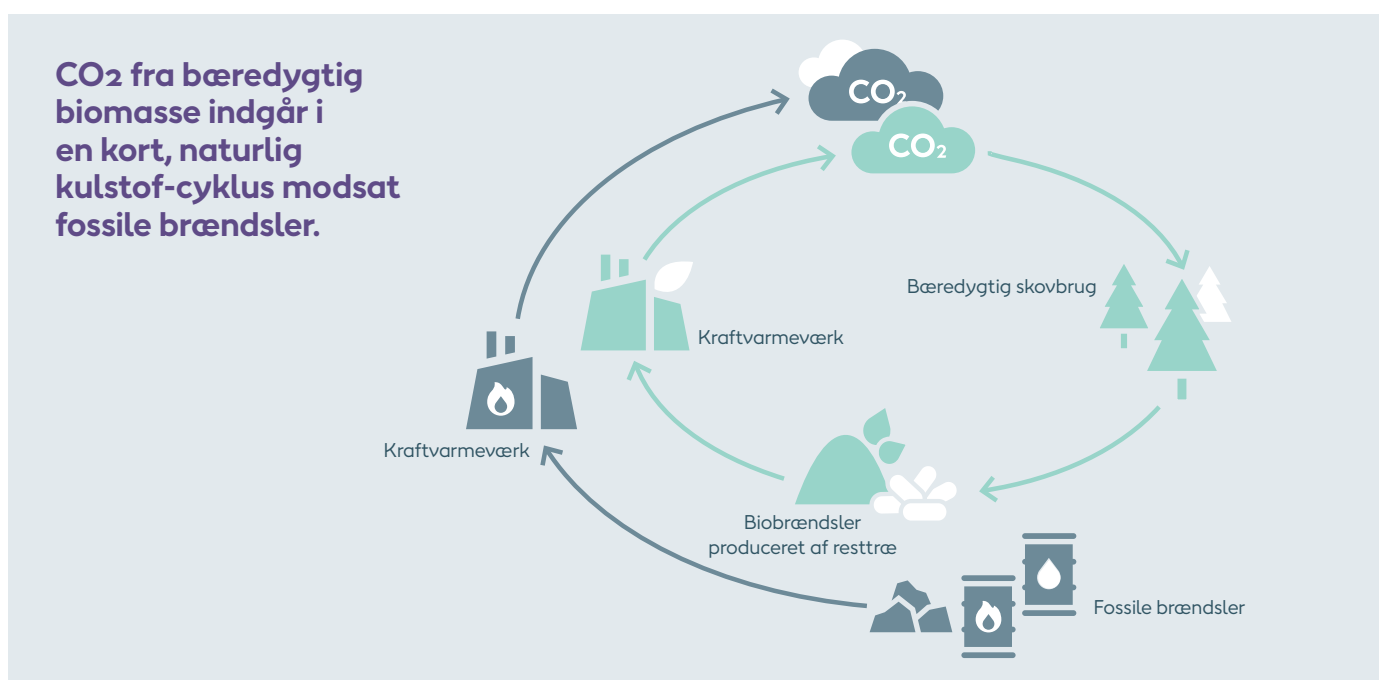 CO2 fra bæredygtig
biomasse indgår i
en kort, naturlig
kulstof-cyklus modsat
fossile brændsler.
CO₂
CO₂
Bæredygtig skovbrug
Kraftvarmeværk
Kraftvarmeværk
Biobrændsler
produceret af resttræ
Fossile brændsler